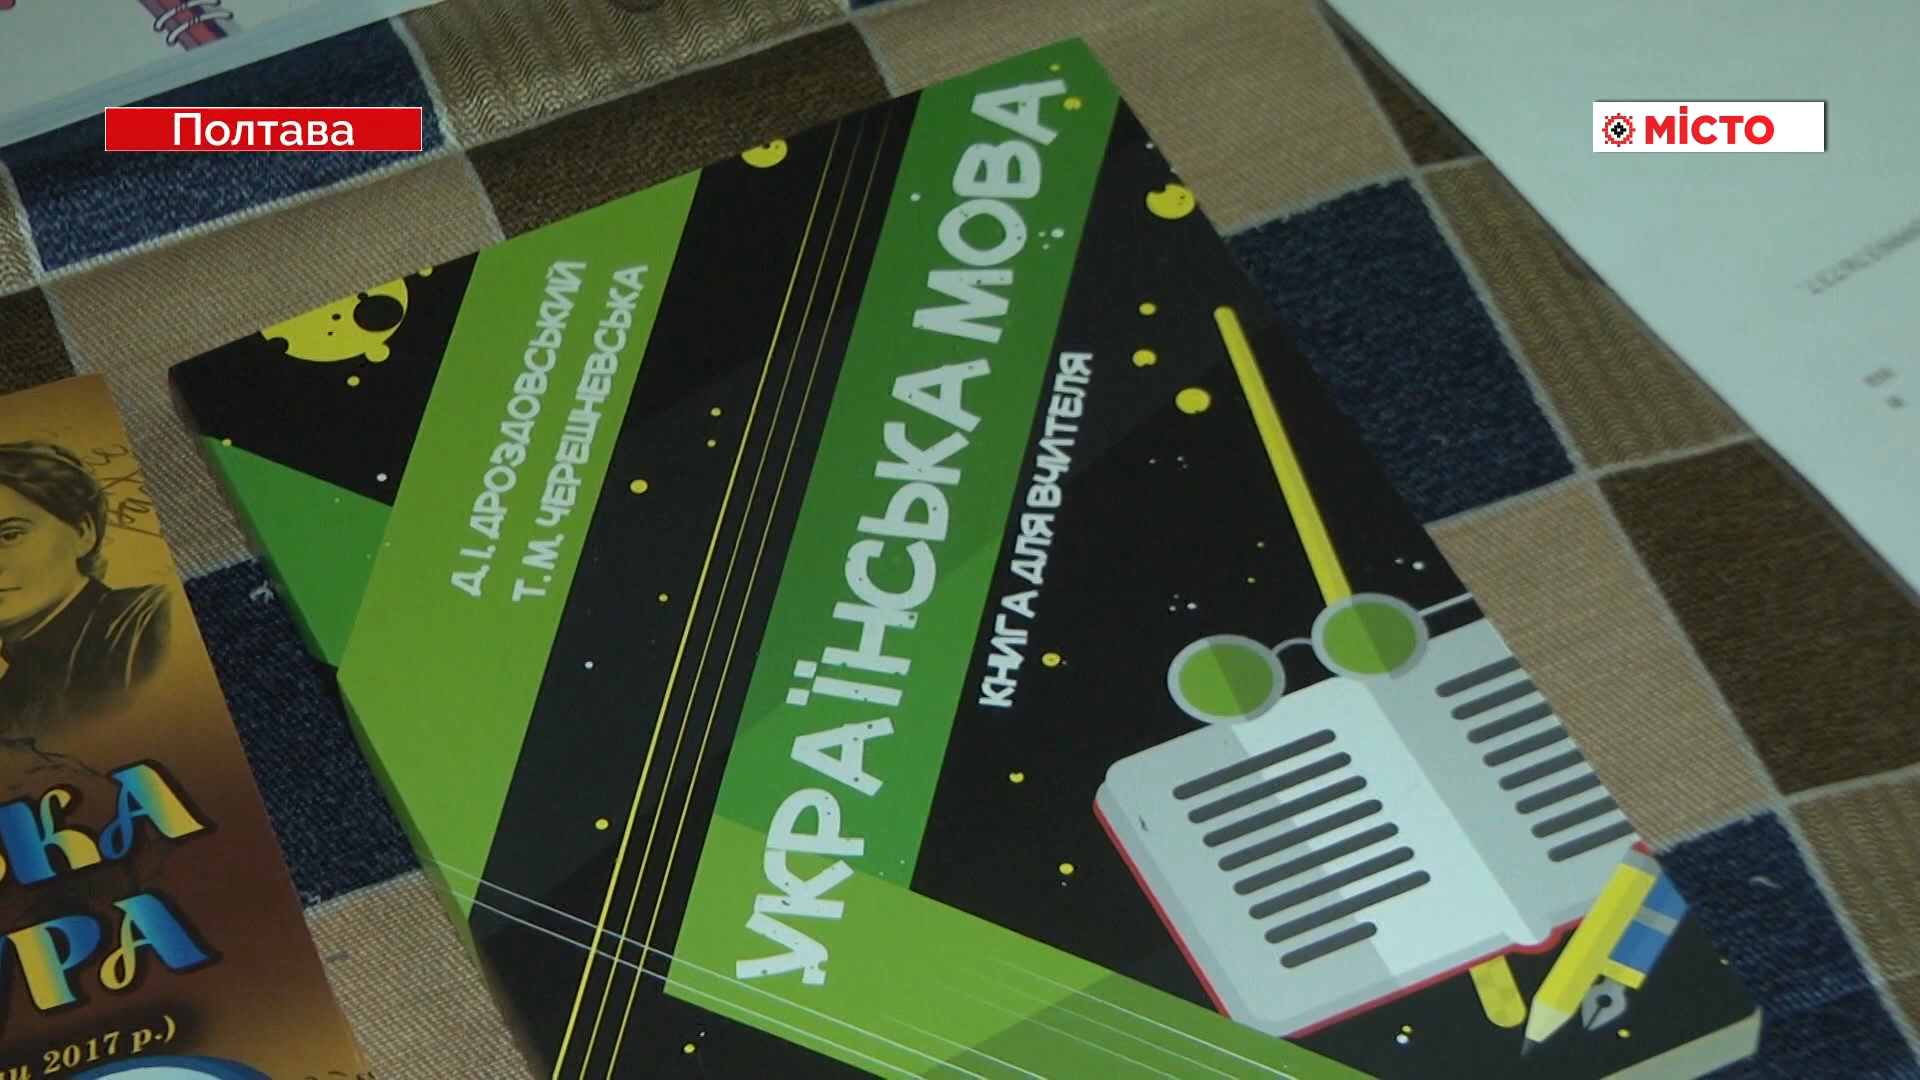 Полтава
МІСТО
Д. І. ДРОЗДОВСЬКИЙ
Т. М. ЧЕРЕШНЕВСЬКА
УКРАЇНСЬКА МОВА
КНИГА ДЛЯ ВЧИТЕЛЯ
2017 р.)